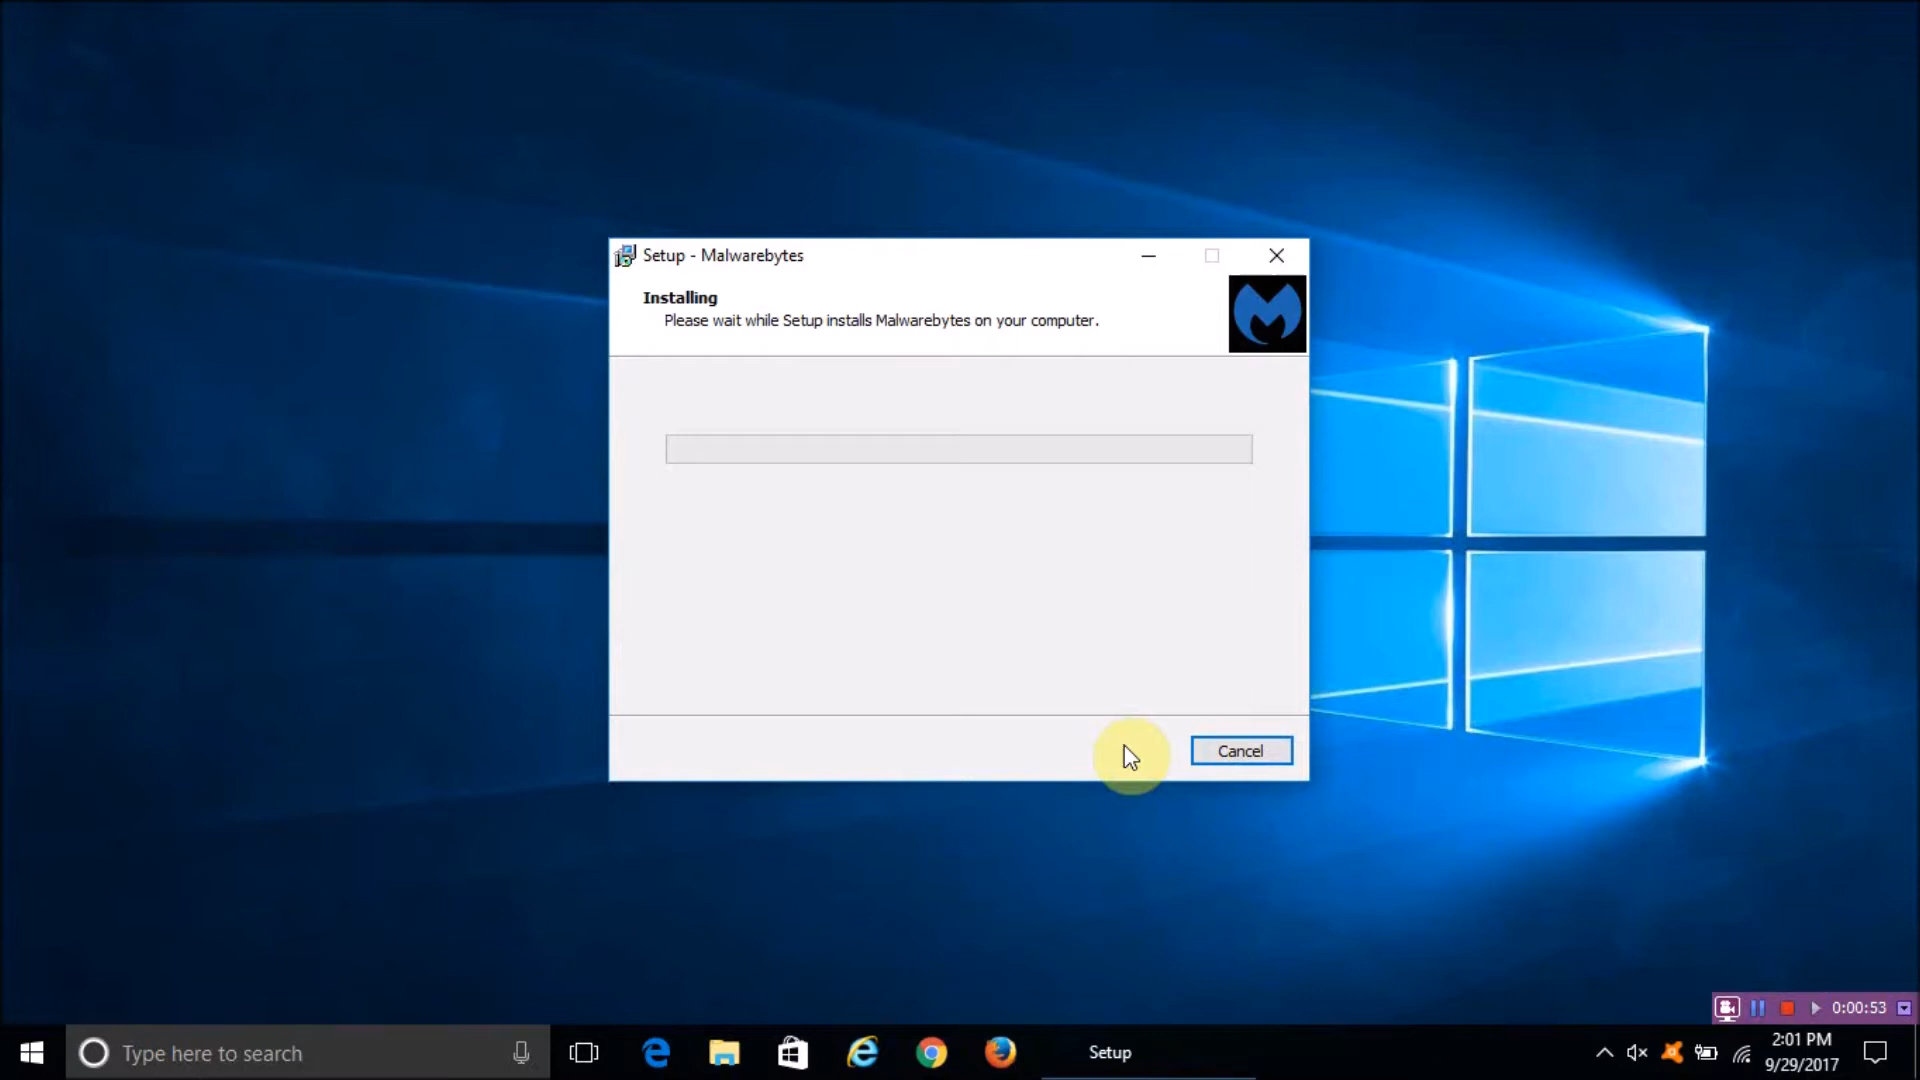 Setup - Malwarebytes
Installing
Please wait while Setup installs Malwarebytes on your computer.
Cancel
0:00:53
Type here to search
Setup
2:01 PM
9/29/2017